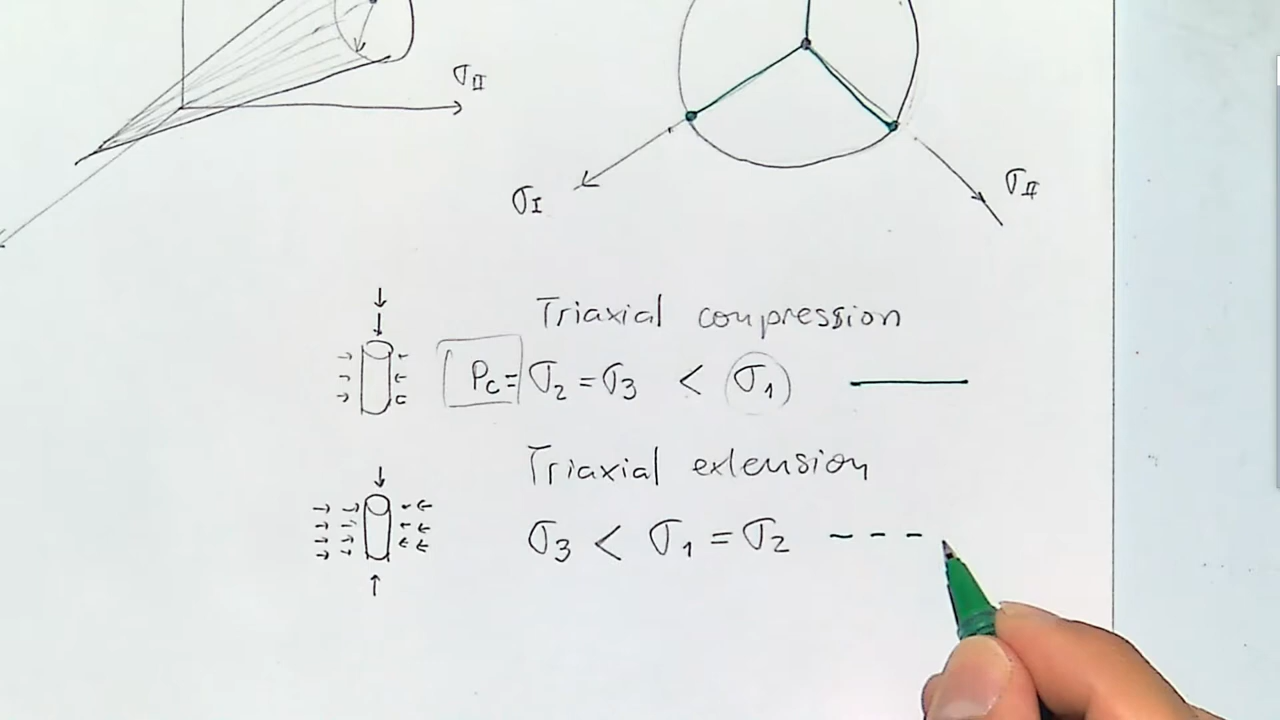 σII
σI
σII
Triaxial compression
Pc = σ2 = σ3 < σ1
Triaxial extension
σ3 < σ1 = σ2